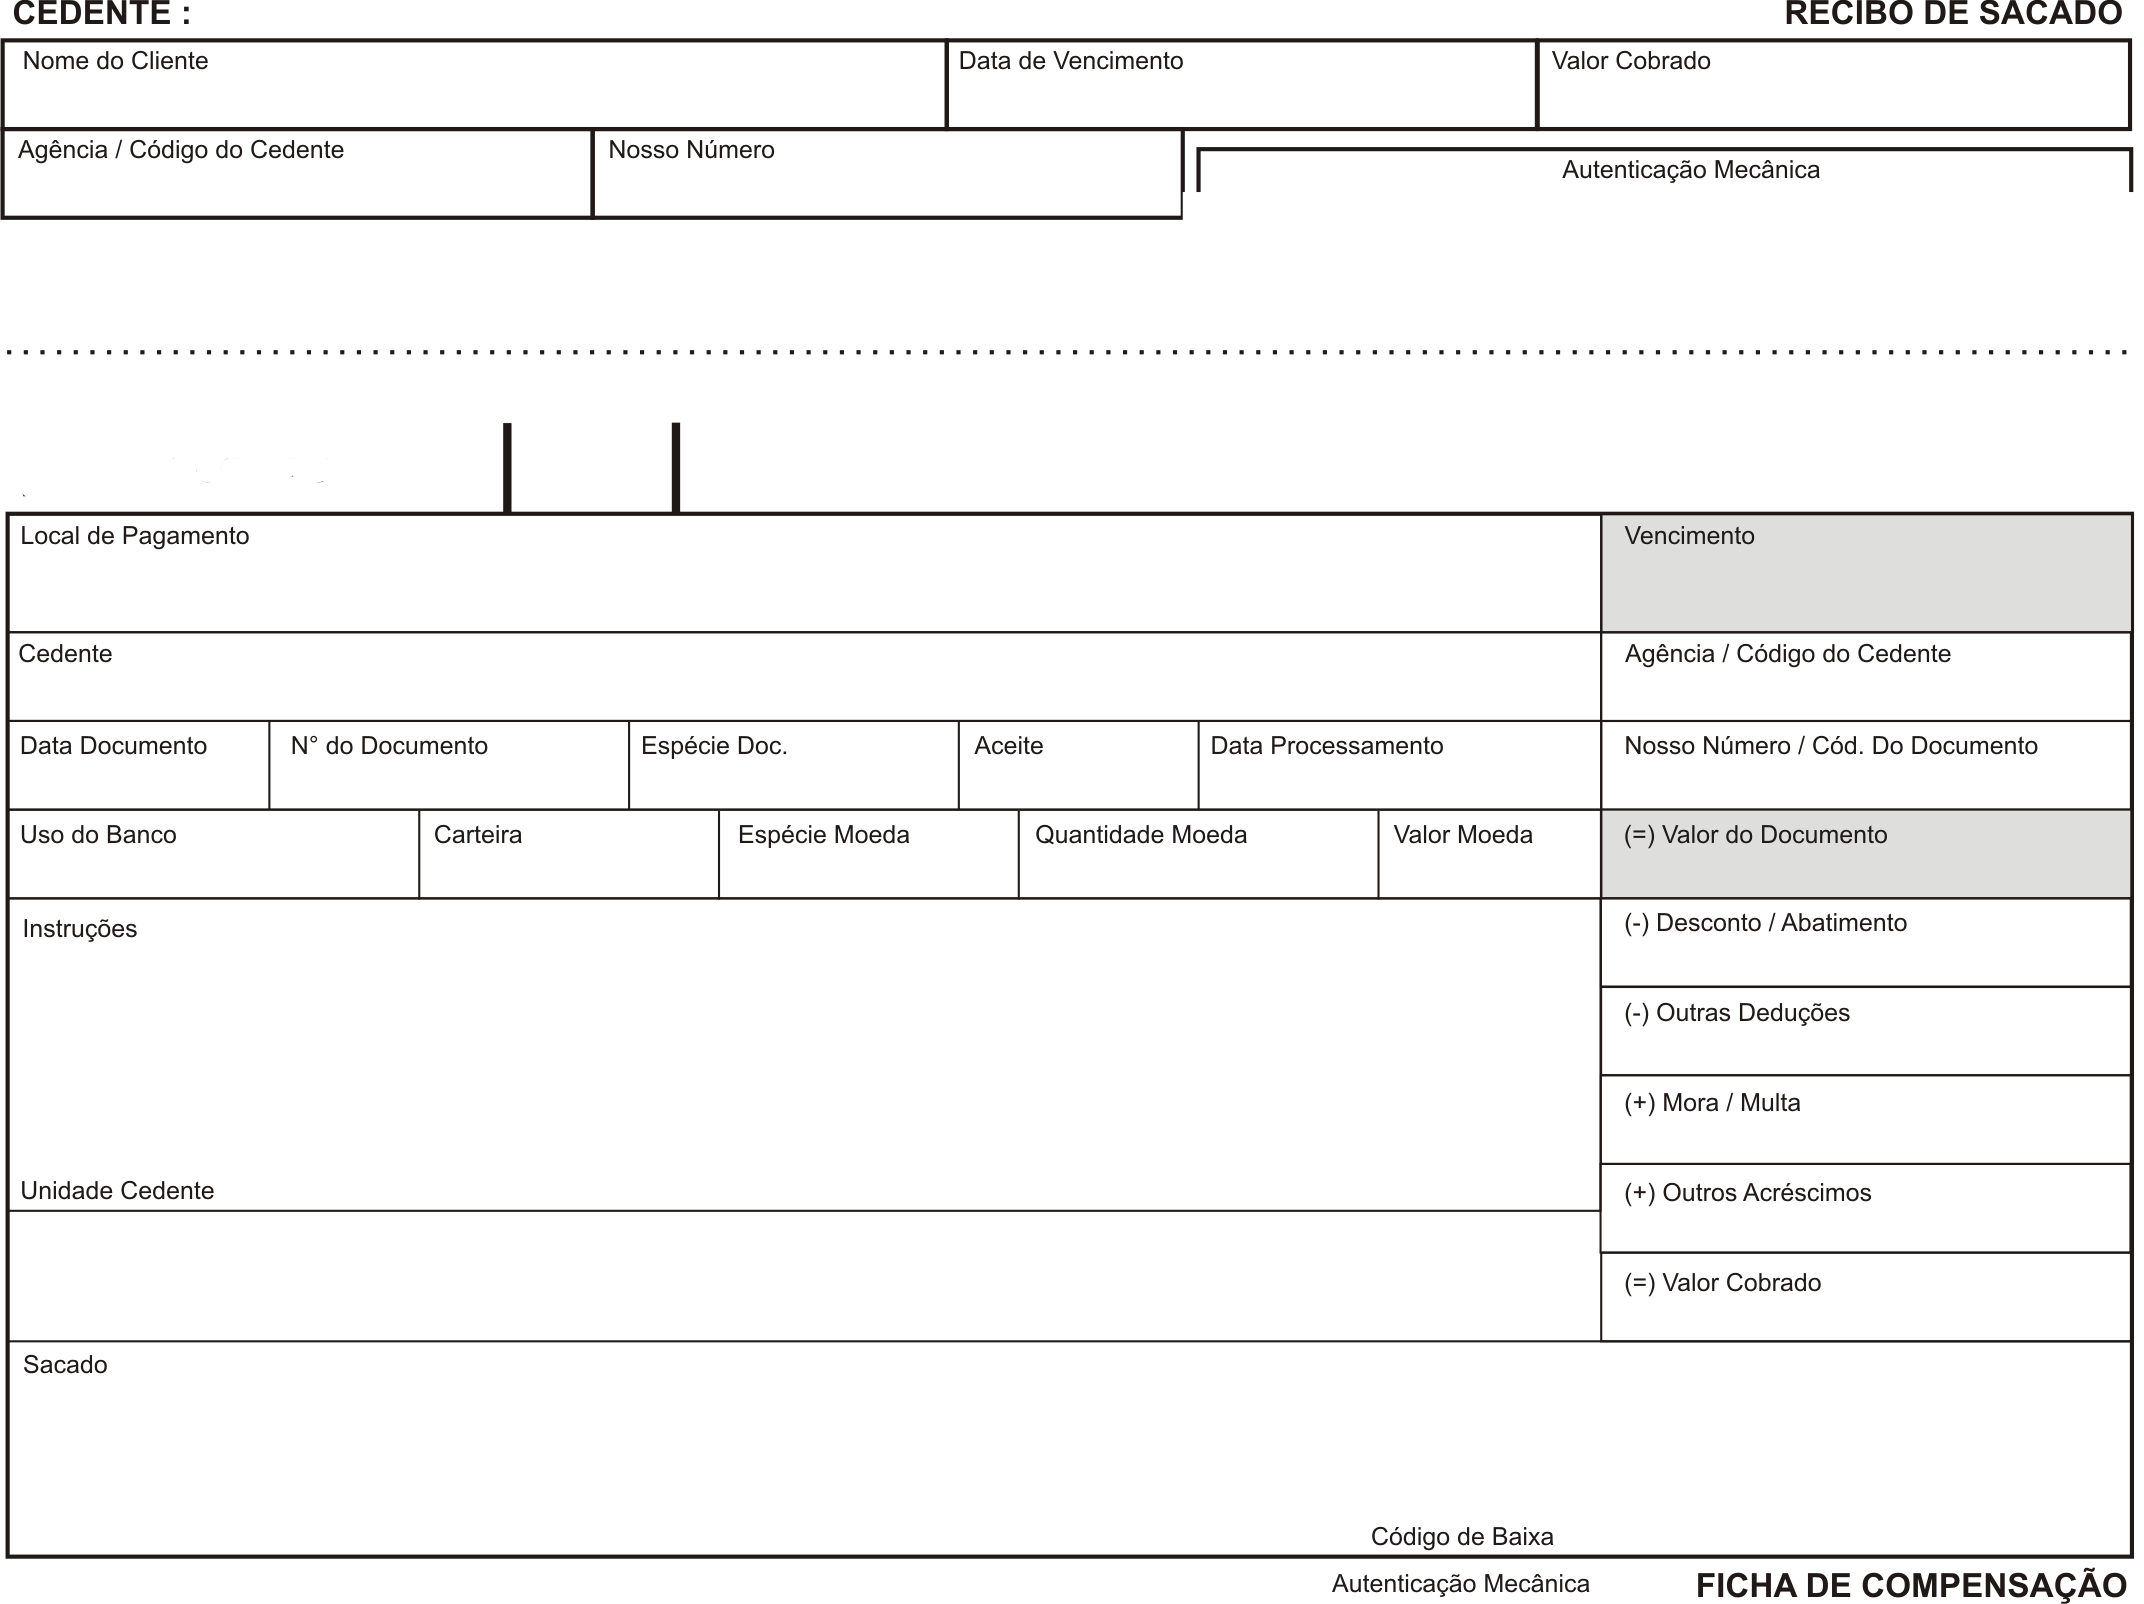 CEDENTE : RECIBO DE SACADO
Nome do Cliente Data de Vencimento Valor Cobrado
Agência / Código do Cedente Nosso Número Autenticação Mecânica
Local de Pagamento Vencimento
Cedente Agência / Código do Cedente
Data Documento N° do Documento Espécie Doc. Aceite Data Processamento Nosso Número / Cód. Do Documento
Uso do Banco Carteira Espécie Moeda Quantidade Moeda Valor Moeda (=) Valor do Documento
Instruções (-) Desconto / Abatimento
(-) Outras Deduções
(+) Mora / Multa
Unidade Cedente (+) Outros Acréscimos
(=) Valor Cobrado
Sacado
Código de Baixa
Autenticação Mecânica FICHA DE COMPENSAÇÃO